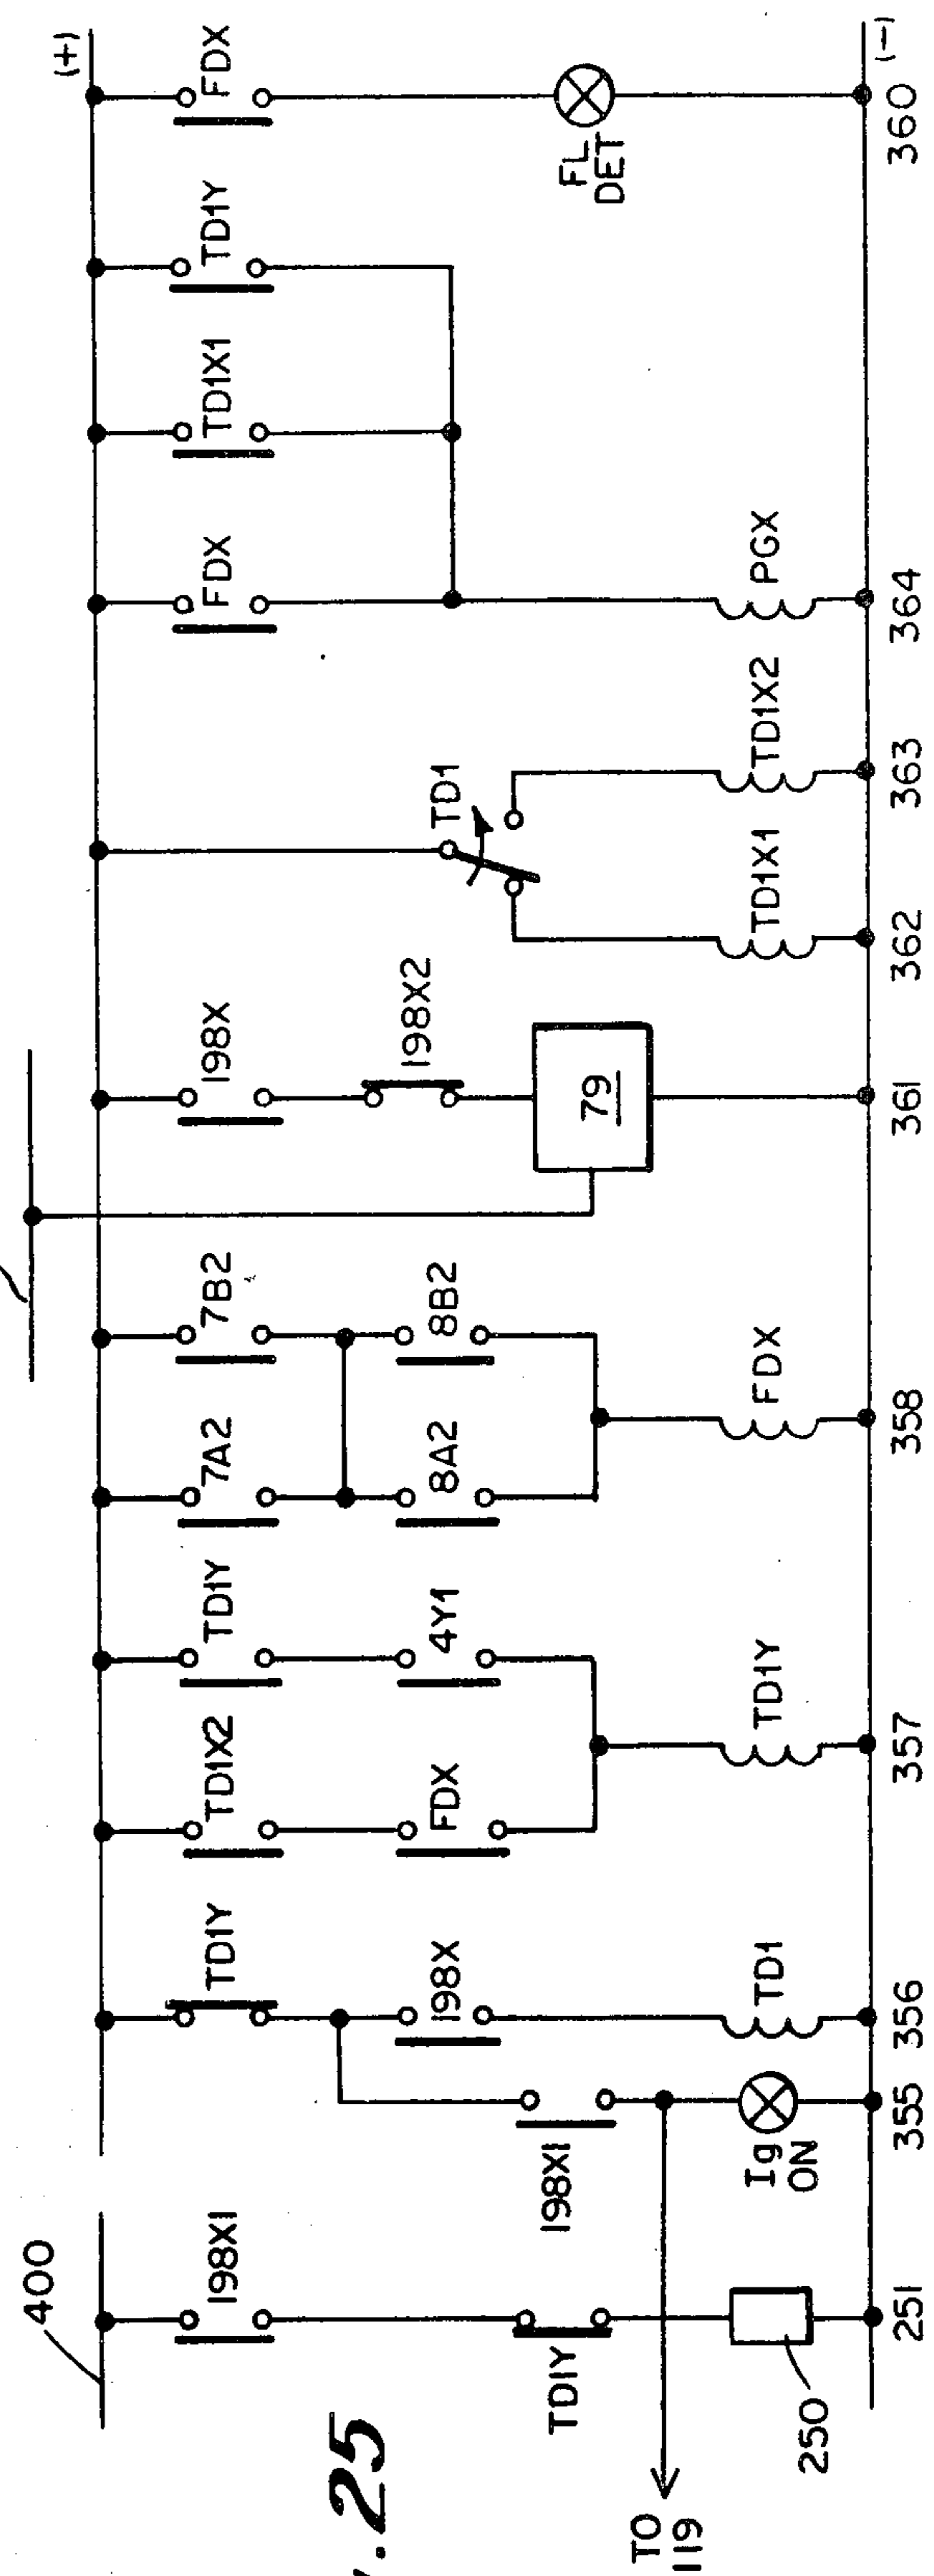 400
(+)
198X1
TD1Y
TD1X2
TD1Y
7A2
7B2
198X
FDX
TD1X1
TD1Y
FDX
198X2
TD1
198X
FDX
4Y1
8A2
8B2
79
FL
DET
.25
TD1Y
198X1
TO
119
250
Ig
ON
TD1
TD1Y
FDX
TD1X1
TD1X2
PGX
(-)
251
355
356
357
358
361
362
363
364
360